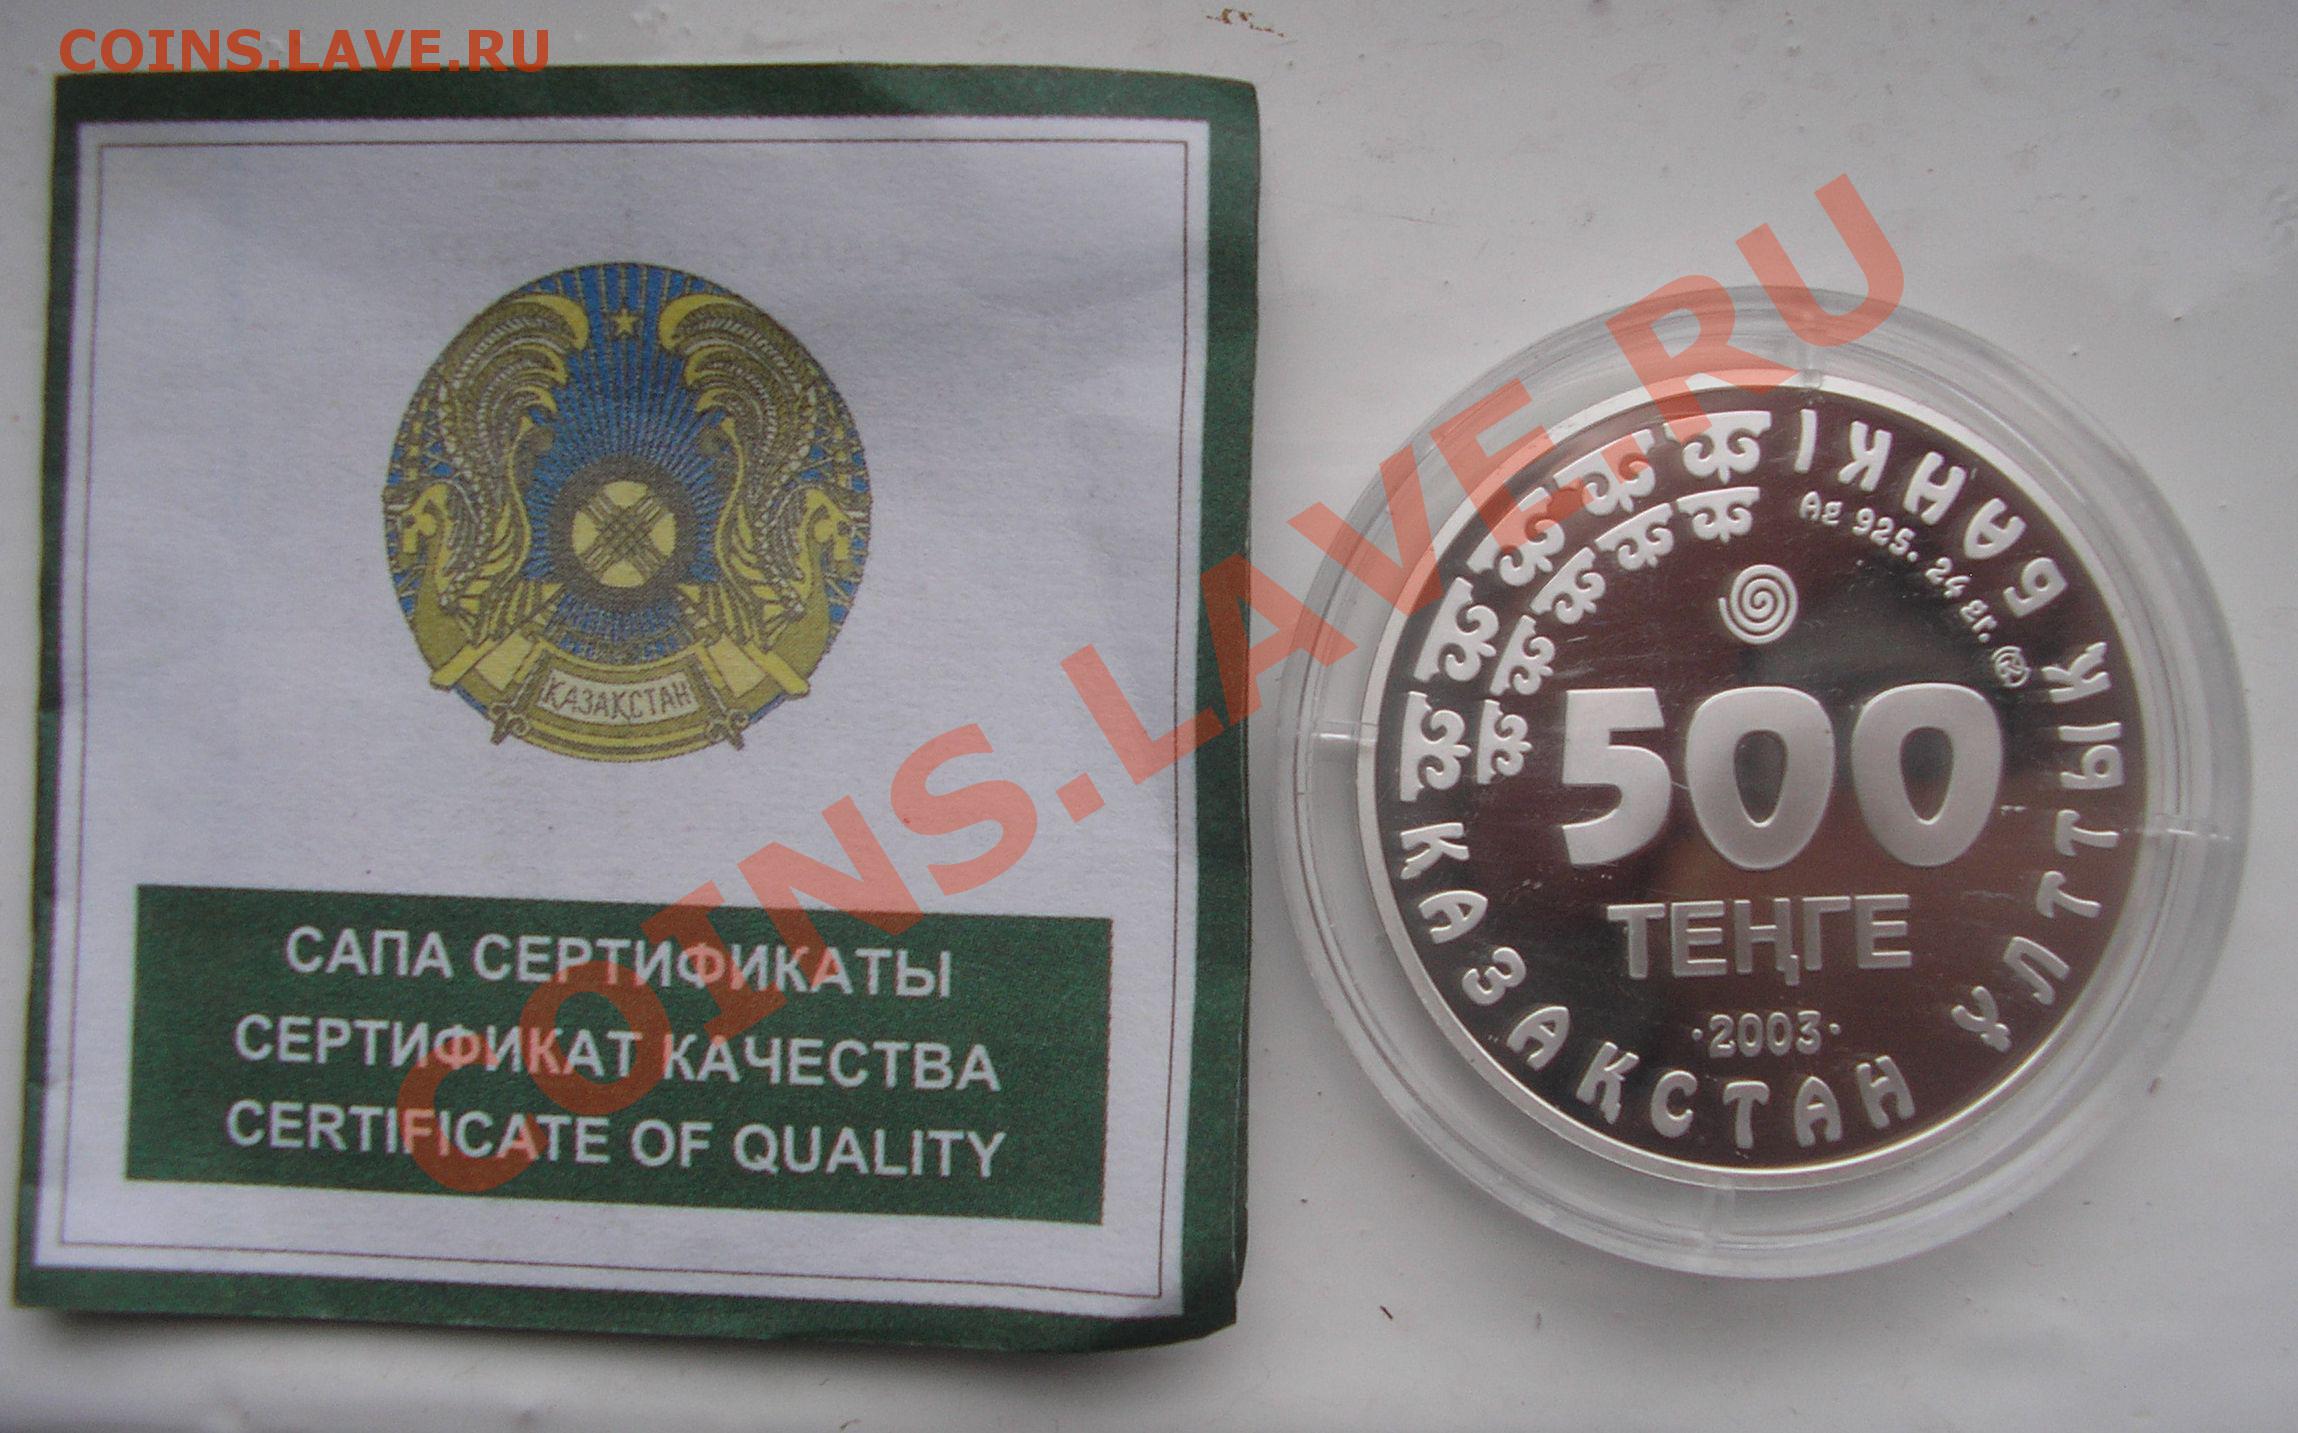 COINS.LAVE.RU
COINS.LAVE.RU
ҚАЗАҚСТАН
САПА СЕРТИФИКАТЫ
СЕРТИФИКАТ КАЧЕСТВА
CERTIFICATE OF QUALITY
ҚАЗАҚСТАН ҰЛТТЫҚ БАНКІ
Ag 925. 24 gr.
500
ТЕҢГЕ
·2003·